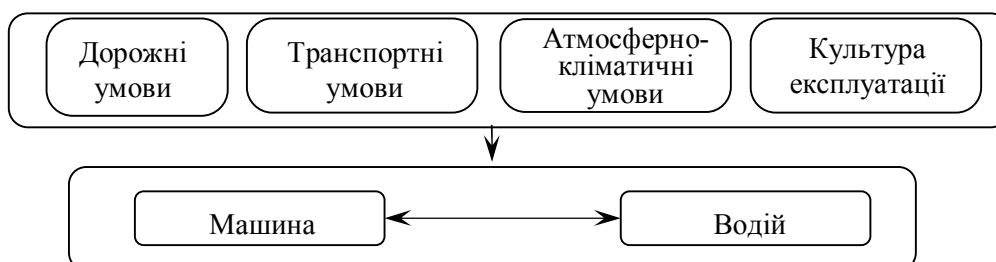 Дорожні
умови
Транспортні
умови
Атмосферно-
кліматичні
умови
Культура
експлуатації
Машина
Водій